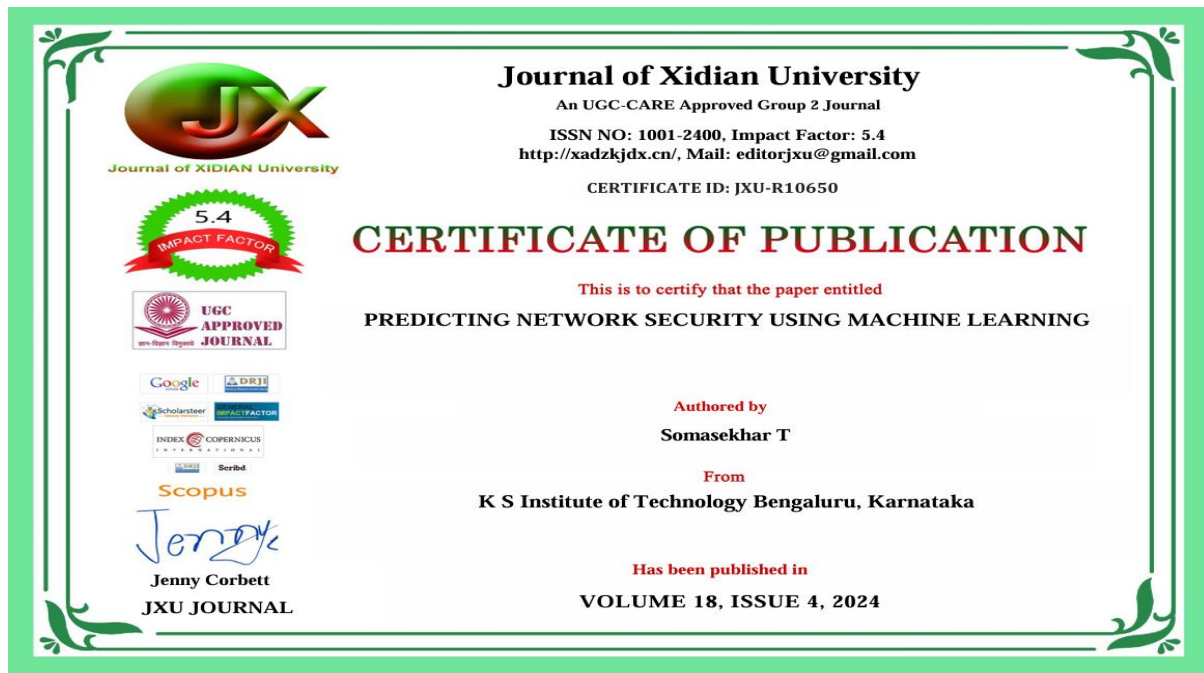 JX
Journal of XIDIAN University
Journal of Xidian University
An UGC-CARE Approved Group 2 Journal
ISSN NO: 1001-2400, Impact Factor: 5.4
http://xadzkjdx.cn/, Mail: editorjxu@gmail.com
CERTIFICATE ID: JXU-R10650
5.4
IMPACT FACTOR
CERTIFICATE OF PUBLICATION
This is to certify that the paper entitled
PREDICTING NETWORK SECURITY USING MACHINE LEARNING
UGC
APPROVED
JOURNAL
ज्ञान-विज्ञान विमुक्तये
Google
DRJI
Scholarsteer
IMPACTFACTOR
INDEX COPERNICUS
INTERNATIONAL
DRJI
Scribd.
Scopus
Authored by
Somasekhar T
From
K S Institute of Technology Bengaluru, Karnataka
Jenny
Jenny Corbett
JXU JOURNAL
Has been published in
VOLUME 18, ISSUE 4, 2024